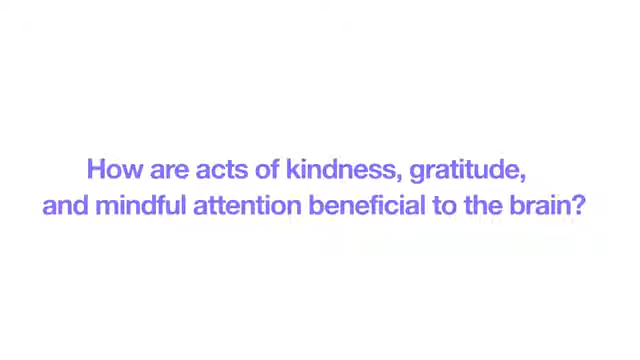 How are acts of kindness, gratitude,
and mindful attention beneficial to the brain?